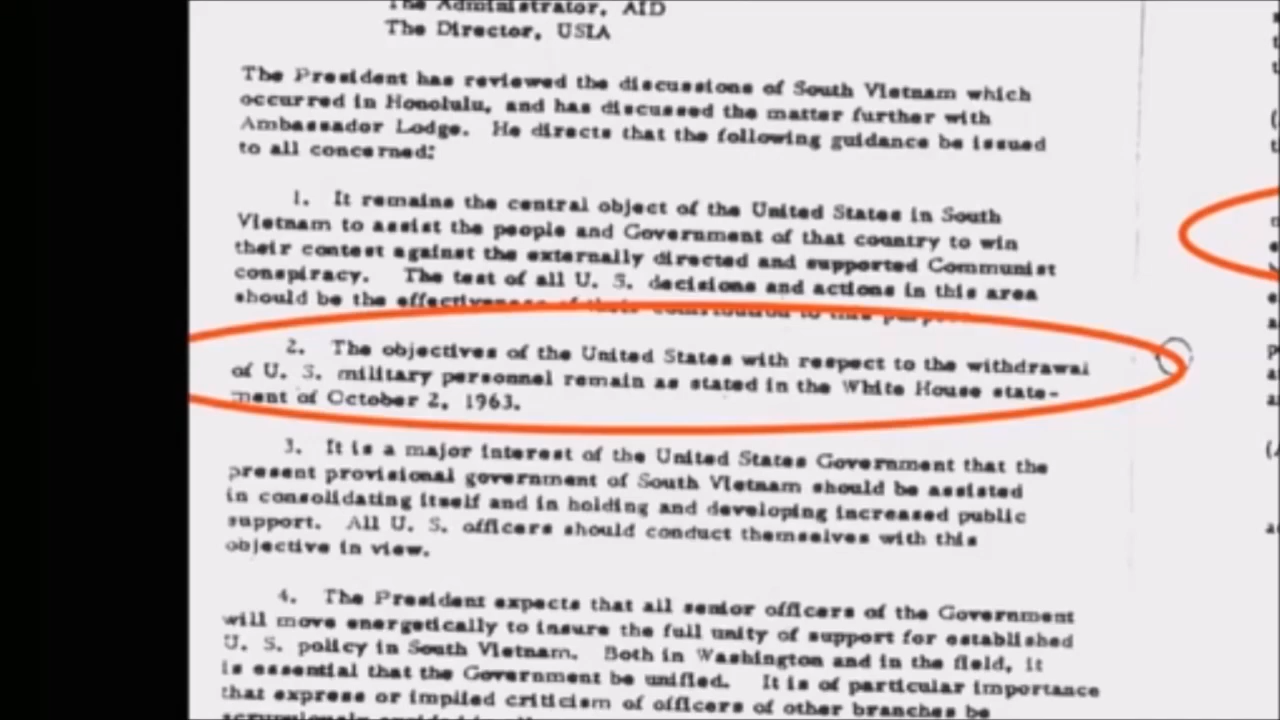 The Administrator, AID
The Director, USIA
The President has reviewed the discussions of South Vietnam which
occurred in Honolulu, and has discussed the matter further with
Ambassador Lodge. He directs that the following guidance be issued
to all concerned:
1. It remains the central object of the United States in South
Vietnam to assist the people and Government of that country to win
their contest against the externally directed and supported Communist
conspiracy. The test of all U. S. decisions and actions in this area
should be the effectiveness of their contribution to this purpose.
2. The objectives of the United States with respect to the withdrawal
of U. S. military personnel remain as stated in the White House state-
ment of October 2, 1963.
3. It is a major interest of the United States Government that the
present provisional government of South Vietnam should be assisted
in consolidating itself and in holding and developing increased public
support. All U. S. officers should conduct themselves with this
objective in view.
4. The President expects that all senior officers of the Government
will move energetically to insure the full unity of support for established
U. S. policy in South Vietnam. Both in Washington and in the field, it
is essential that the Government be unified. It is of particular importance
that express or implied criticism of officers of other branches be